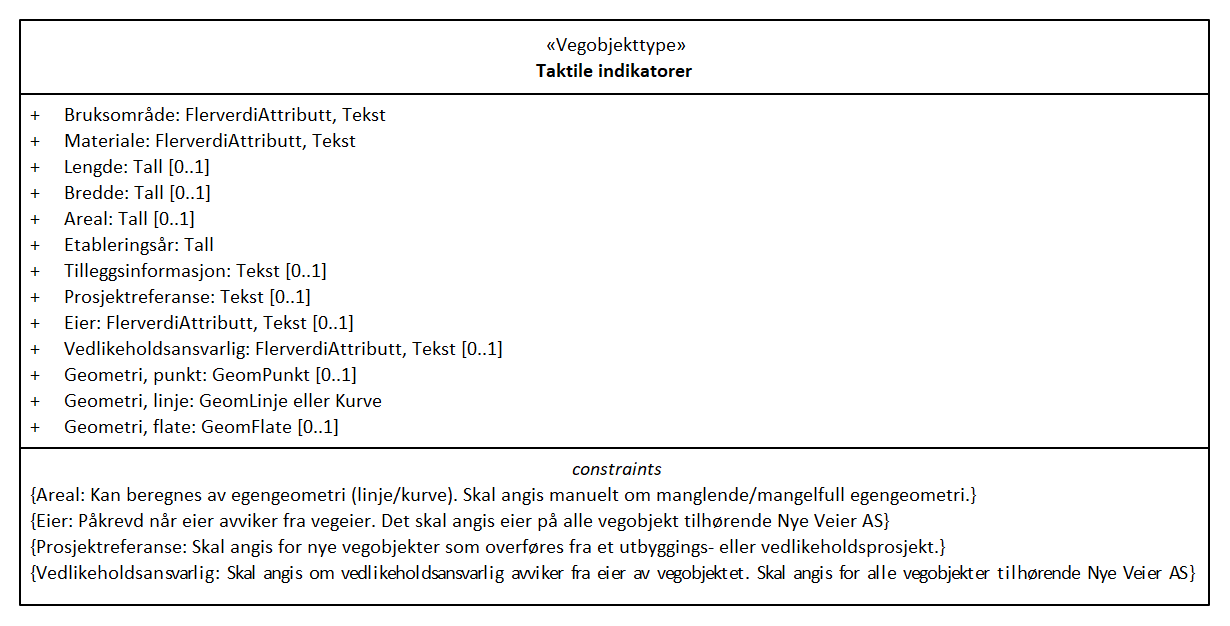 «Vegobjekttype»
Taktile indikatorer
+ Bruksområde: FlerverdiAttributt, Tekst
+ Materiale: FlerverdiAttributt, Tekst
+ Lengde: Tall [0..1]
+ Bredde: Tall [0..1]
+ Areal: Tall [0..1]
+ Etableringsår: Tall
+ Tilleggsinformasjon: Tekst [0..1]
+ Prosjektreferanse: Tekst [0..1]
+ Eier: FlerverdiAttributt, Tekst [0..1]
+ Vedlikeholdsansvarlig: FlerverdiAttributt, Tekst [0..1]
+ Geometri, punkt: GeomPunkt [0..1]
+ Geometri, linje: GeomLinje eller Kurve
+ Geometri, flate: GeomFlate [0..1]
constraints
{Areal: Kan beregnes av egengeometri (linje/kurve). Skal angis manuelt om manglende/mangelfull egengeometri.}
{Eier: Påkrevd når eier avviker fra vegeier. Det skal angis eier på alle vegobjekt tilhørende Nye Veier AS}
{Prosjektreferanse: Skal angis for nye vegobjekter som overføres fra et utbyggings- eller vedlikeholdsprosjekt.}
{Vedlikeholdsansvarlig: Skal angis om vedlikeholdsansvarlig avviker fra eier av vegobjektet. Skal angis for alle vegobjekter tilhørende Nye Veier AS}